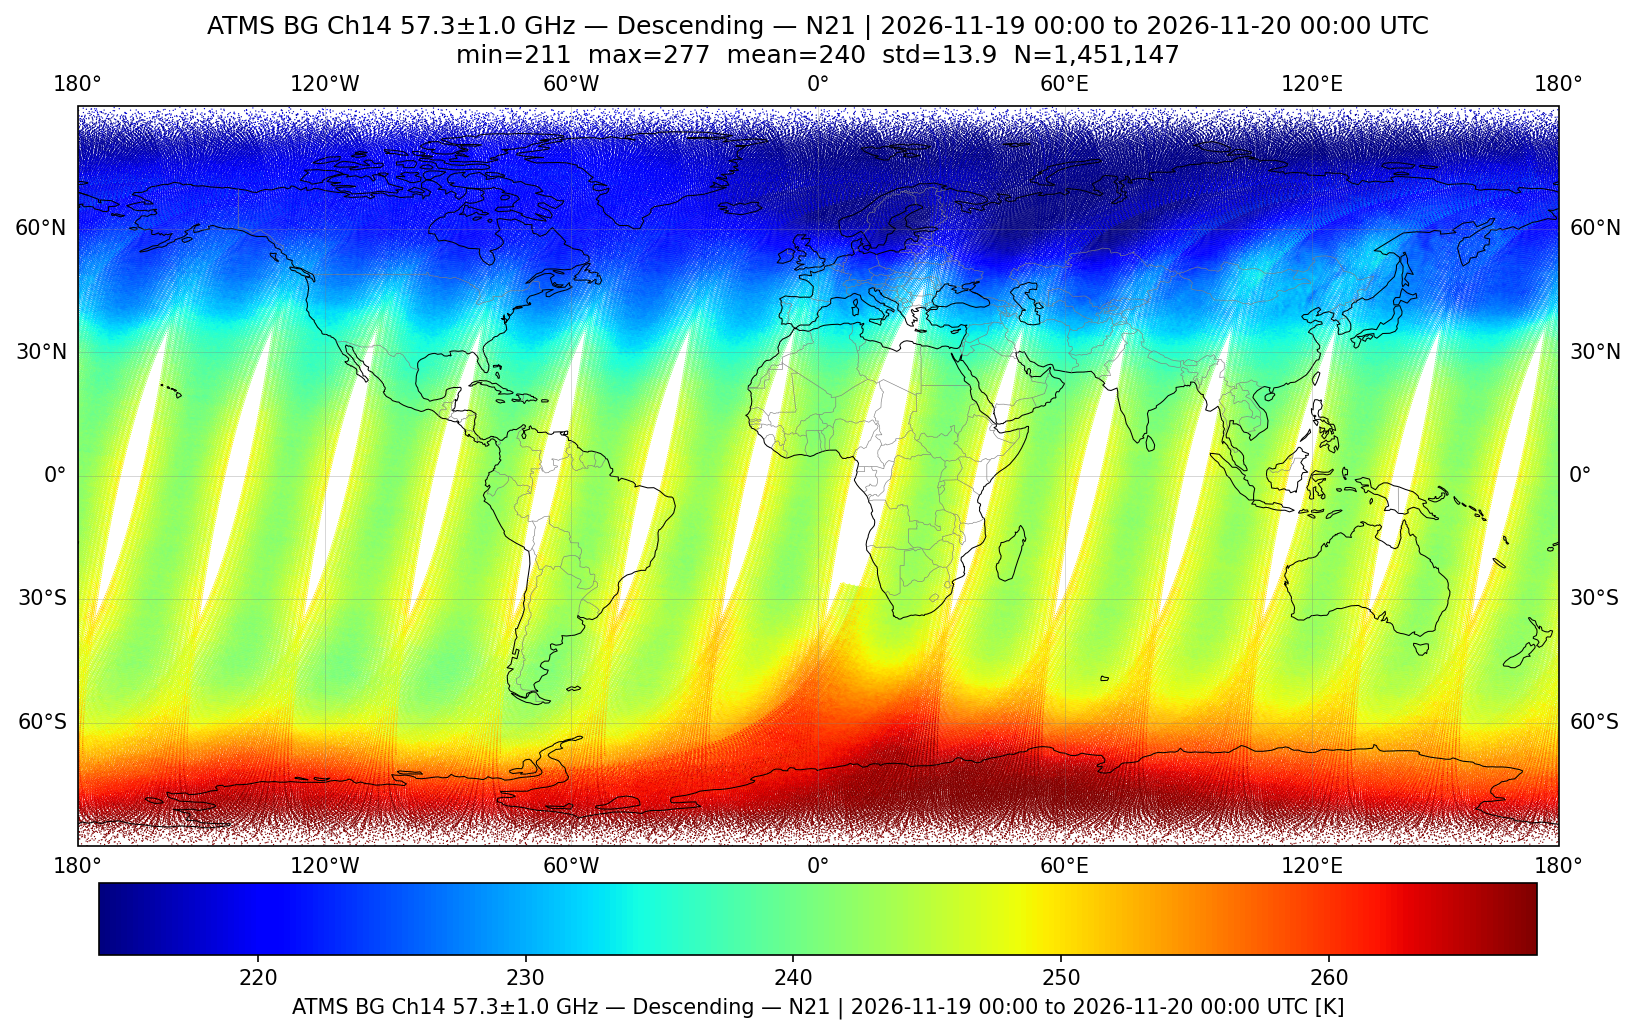 ATMS BG Ch14 57.3±1.0 GHz — Descending — N21 | 2026-11-19 00:00 to 2026-11-20 00:00 UTC
min=211 max=277 mean=240 std=13.9 N=1,451,147
180° 120°W 60°W 0° 60°E 120°E 180°
60°N 60°N
30°N 30°N
0° 0°
30°S 30°S
60°S 60°S
180° 120°W 60°W 0° 60°E 120°E 180°
220 230 240 250 260
ATMS BG Ch14 57.3±1.0 GHz — Descending — N21 | 2026-11-19 00:00 to 2026-11-20 00:00 UTC [K]